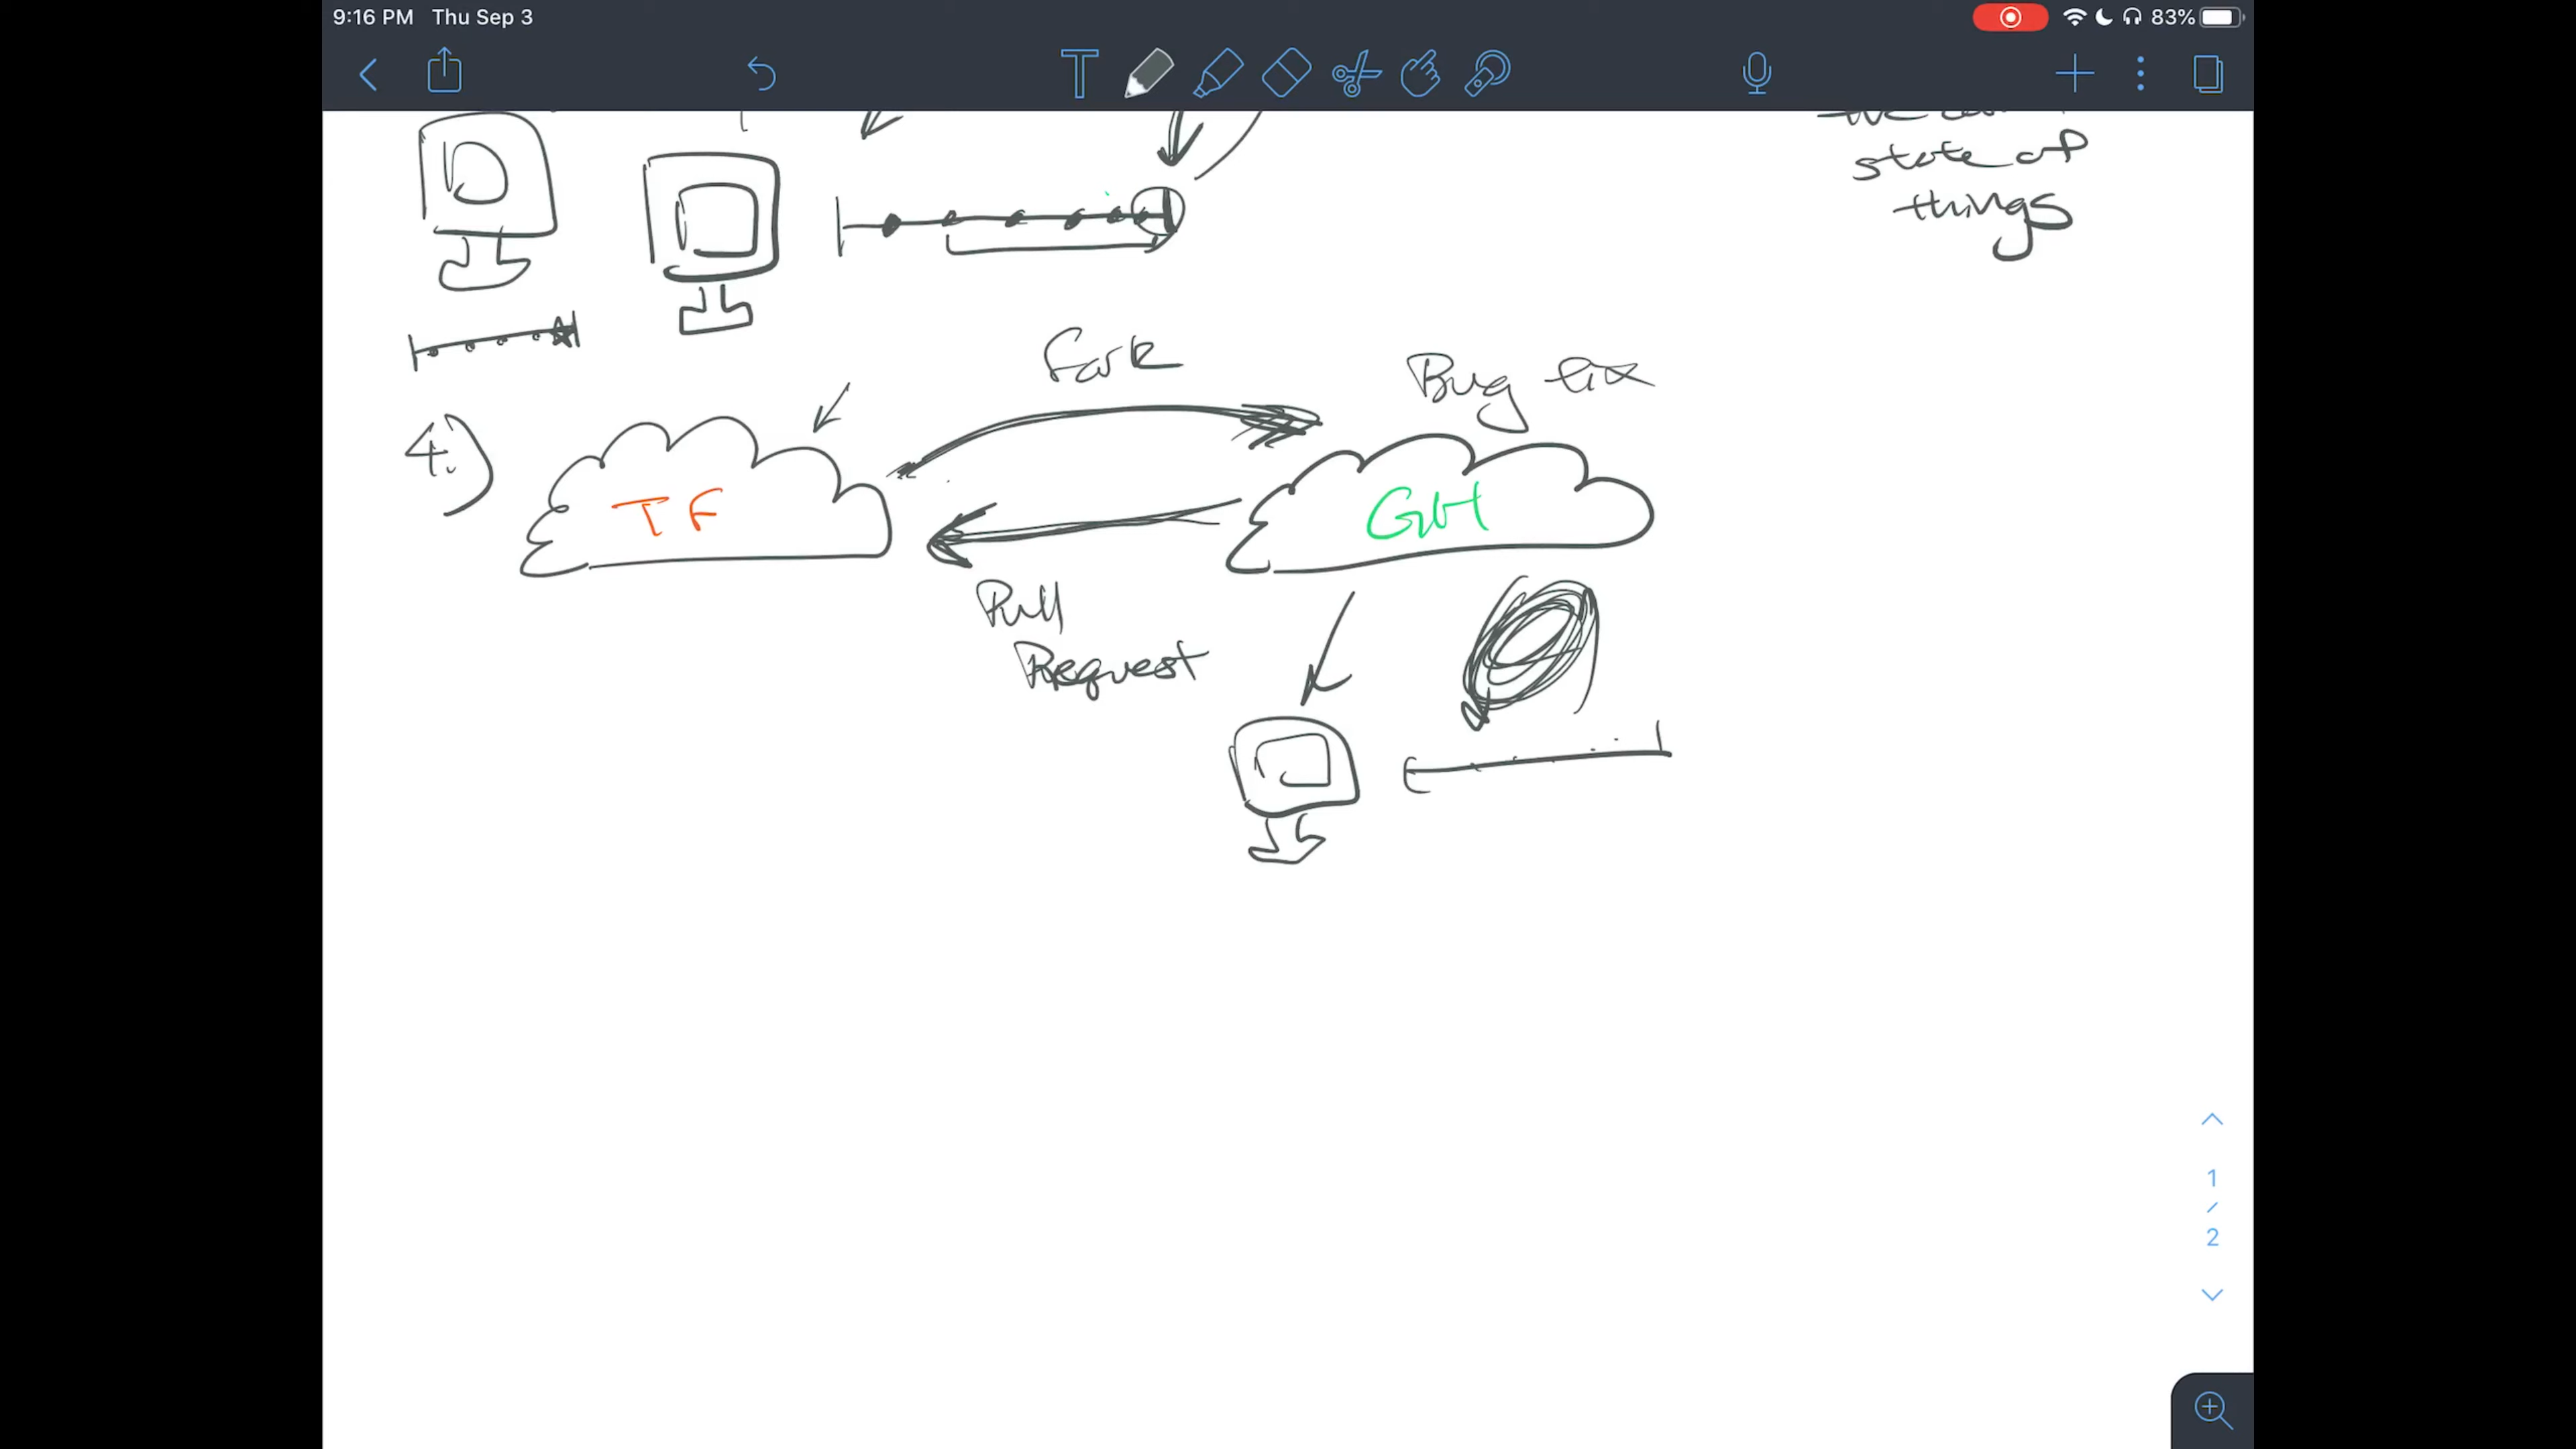 9:16 PM Thu Sep 3
83%
state of
things
Fork
Bug fix
4.)
TF
GH
Pull
Request
1
/
2